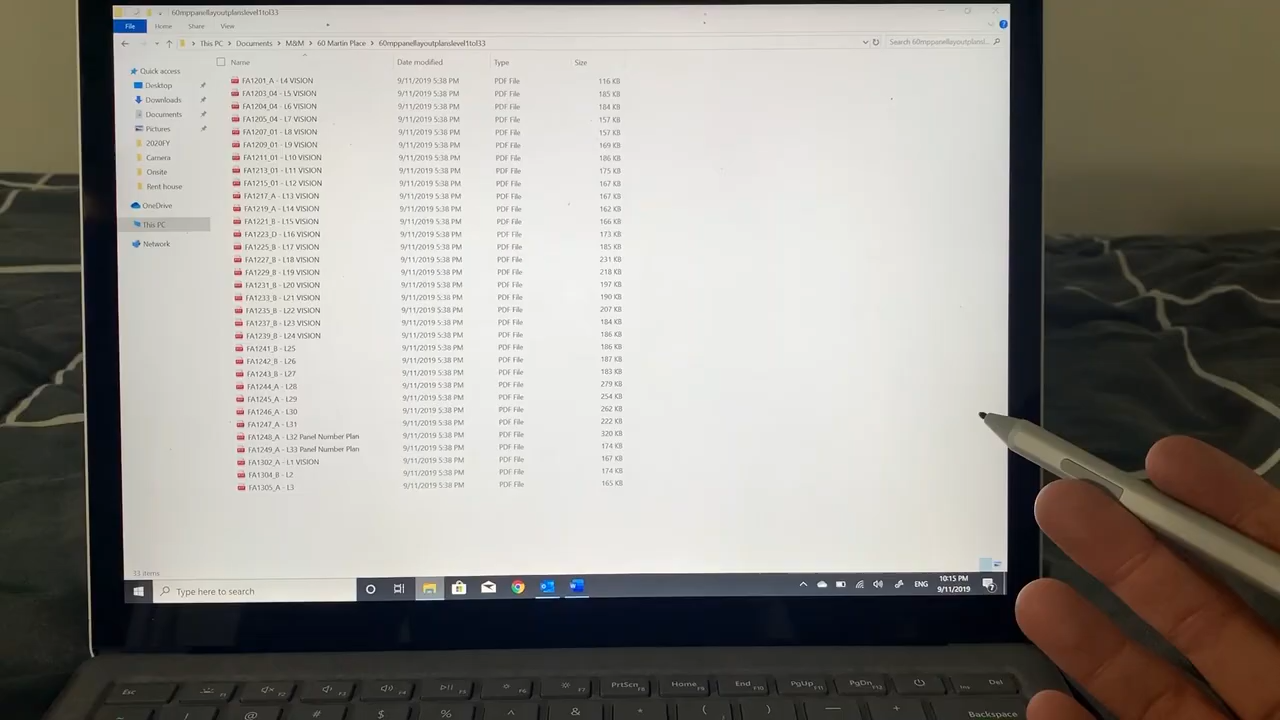 60mppanellayoutplanslevel1tol33
File Home Share View
This PC > Documents > M&M > 60 Martin Place > 60mppanellayoutplanslevel1tol33
Search 60mppanellayoutplansl...
Name Date modified Type Size
Quick access
Desktop
Downloads
Documents
Pictures
2020FY
Camera
Onsite
Rent house
OneDrive
This PC
Network
FA1201_A - L4 VISION 9/11/2019 5:38 PM PDF File 116 KB
FA1203_04 - L5 VISION 9/11/2019 5:38 PM PDF File 185 KB
FA1204_04 - L6 VISION 9/11/2019 5:38 PM PDF File 184 KB
FA1205_04 - L7 VISION 9/11/2019 5:38 PM PDF File 157 KB
FA1207_01 - L8 VISION 9/11/2019 5:38 PM PDF File 157 KB
FA1209_01 - L9 VISION 9/11/2019 5:38 PM PDF File 169 KB
FA1211_01 - L10 VISION 9/11/2019 5:38 PM PDF File 186 KB
FA1213_01 - L11 VISION 9/11/2019 5:38 PM PDF File 175 KB
FA1215_01 - L12 VISION 9/11/2019 5:38 PM PDF File 167 KB
FA1217_A - L13 VISION 9/11/2019 5:38 PM PDF File 167 KB
FA1219_A - L14 VISION 9/11/2019 5:38 PM PDF File 162 KB
FA1221_B - L15 VISION 9/11/2019 5:38 PM PDF File 166 KB
FA1223_D - L16 VISION 9/11/2019 5:38 PM PDF File 173 KB
FA1225_B - L17 VISION 9/11/2019 5:38 PM PDF File 185 KB
FA1227_B - L18 VISION 9/11/2019 5:38 PM PDF File 231 KB
FA1229_B - L19 VISION 9/11/2019 5:38 PM PDF File 218 KB
FA1231_B - L20 VISION 9/11/2019 5:38 PM PDF File 197 KB
FA1233_B - L21 VISION 9/11/2019 5:38 PM PDF File 190 KB
FA1235_B - L22 VISION 9/11/2019 5:38 PM PDF File 207 KB
FA1237_B - L23 VISION 9/11/2019 5:38 PM PDF File 184 KB
FA1239_B - L24 VISION 9/11/2019 5:38 PM PDF File 186 KB
FA1241_B - L25 9/11/2019 5:38 PM PDF File 186 KB
FA1242_B - L26 9/11/2019 5:38 PM PDF File 187 KB
FA1243_B - L27 9/11/2019 5:38 PM PDF File 183 KB
FA1244_A - L28 9/11/2019 5:38 PM PDF File 279 KB
FA1245_A - L29 9/11/2019 5:38 PM PDF File 254 KB
FA1246_A - L30 9/11/2019 5:38 PM PDF File 262 KB
FA1247_A - L31 9/11/2019 5:38 PM PDF File 222 KB
FA1248_A - L32 Panel Number Plan 9/11/2019 5:38 PM PDF File 320 KB
FA1249_A - L33 Panel Number Plan 9/11/2019 5:38 PM PDF File 174 KB
FA1302_A - L1 VISION 9/11/2019 5:38 PM PDF File 167 KB
FA1304_B - L2 9/11/2019 5:38 PM PDF File 174 KB
FA1305_A - L3 9/11/2019 5:38 PM PDF File 165 KB
33 items
Type here to search
ENG
10:15 PM
9/11/2019
Esc F1 F2 F3 F4 F5 F6 F7 PrtScn F8 Home F9 End F10 PgUp F11 PgDn F12 Ins Del
~ ! @ # $ % ^ & * ( ) — + Backspace